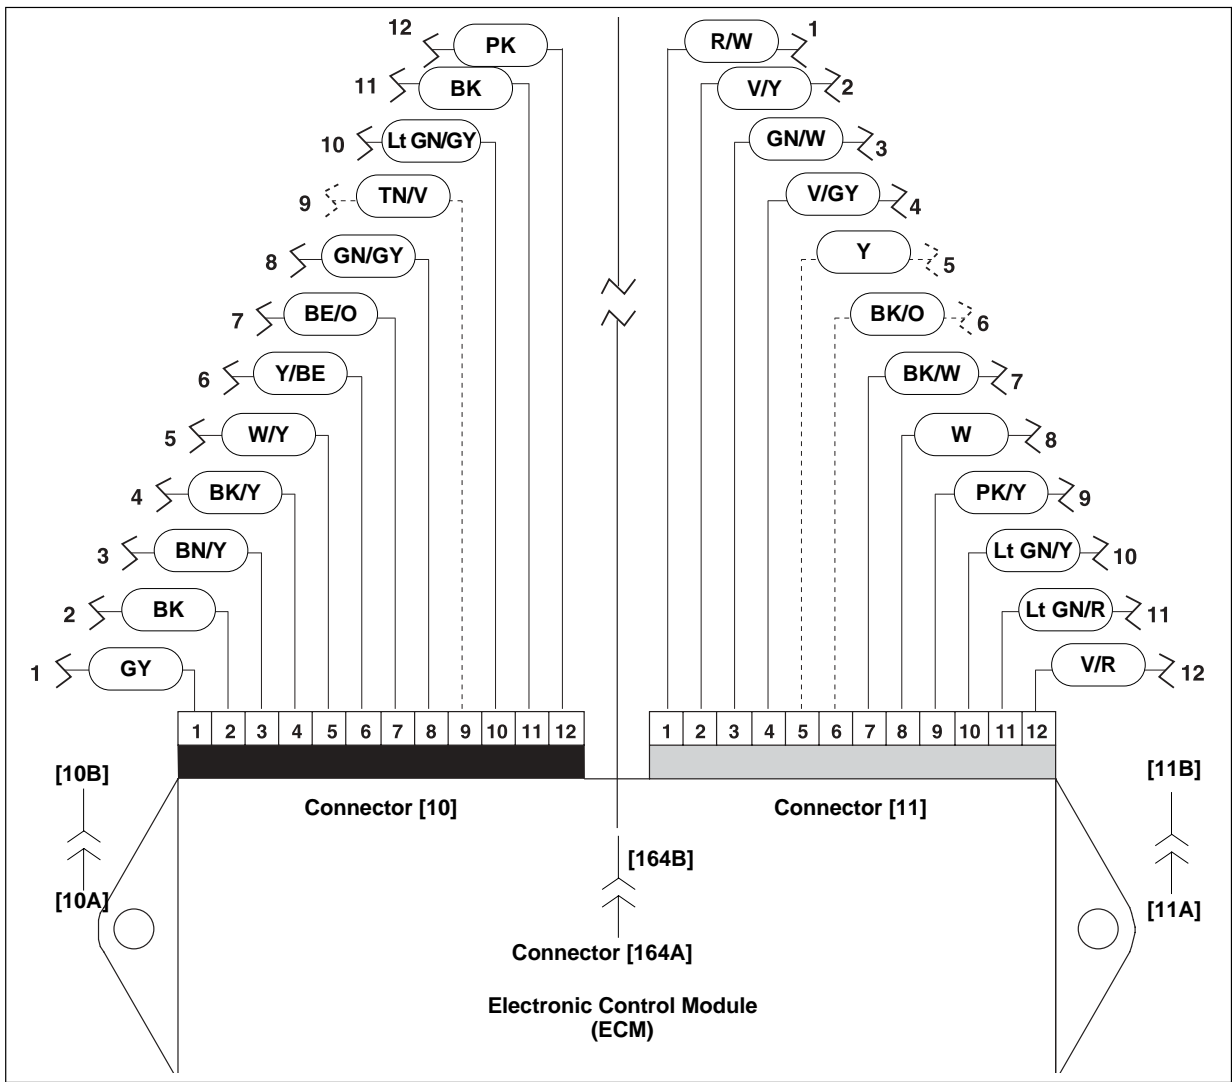 12 PK R/W 1
11 BK V/Y 2
10 Lt GN/GY GN/W 3
9 TN/V V/GY 4
8 GN/GY Y 5
7 BE/O BK/O 6
6 Y/BE BK/W 7
5 W/Y W 8
4 BK/Y PK/Y 9
3 BN/Y Lt GN/Y 10
2 BK Lt GN/R 11
1 GY V/R 12
1 2 3 4 5 6 7 8 9 10 11 12 1 2 3 4 5 6 7 8 9 10 11 12
[10B] [11B]
Connector [10] Connector [11]
[164B]
[10A] [11A]
Connector [164A]
Electronic Control Module
(ECM)